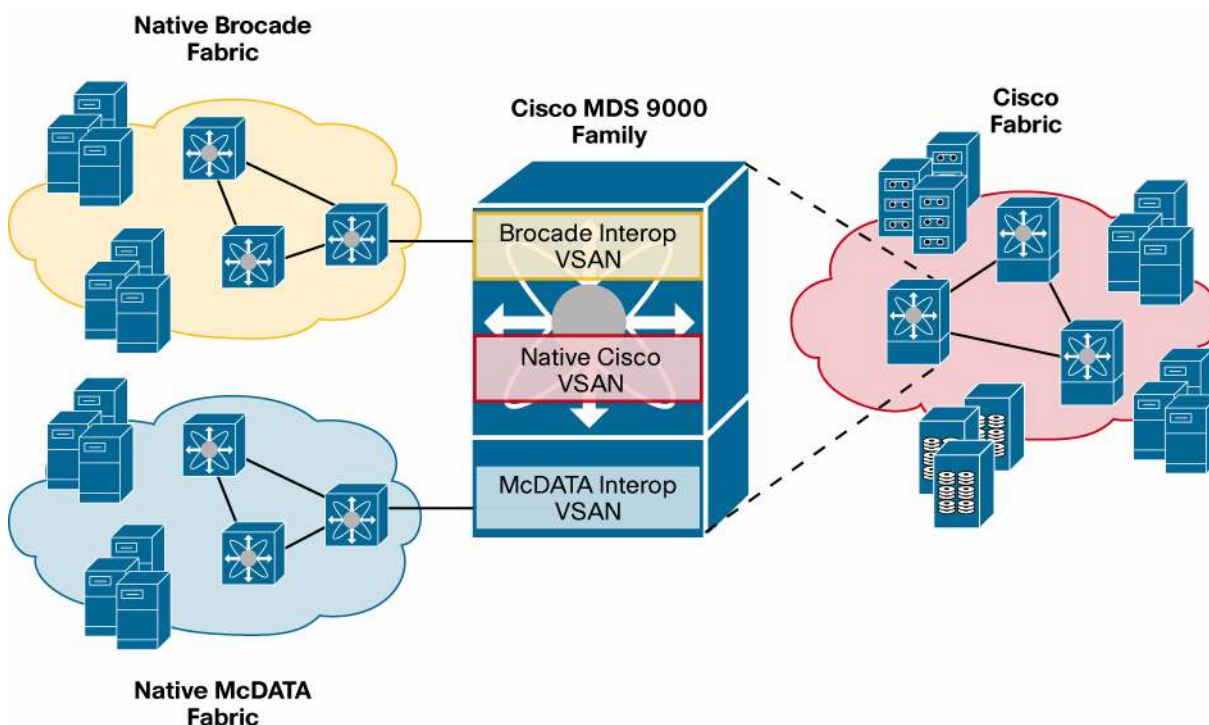 Native Brocade
Fabric
Cisco MDS 9000
Family
Cisco
Fabric
Brocade Interop
VSAN
Native Cisco
VSAN
McDATA Interop
VSAN
Native McDATA
Fabric